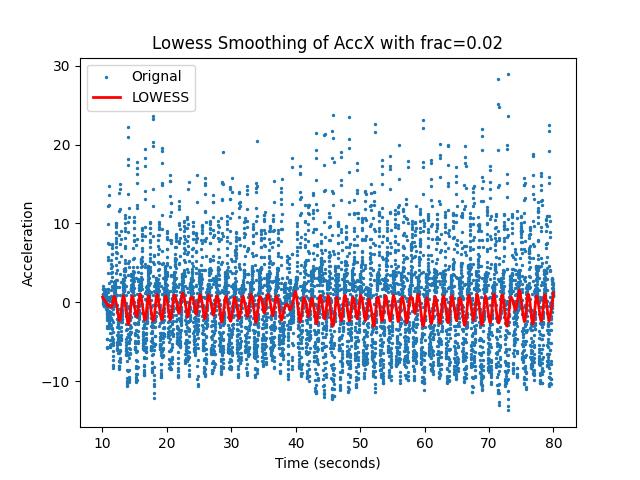 Lowess Smoothing of AccX with frac=0.02
Orignal
LOWESS
30
20
10
0
−10
Acceleration
10 20 30 40 50 60 70 80
Time (seconds)